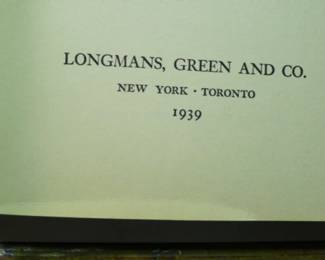 LONGMANS, GREEN AND CO.
NEW YORK · TORONTO
1939